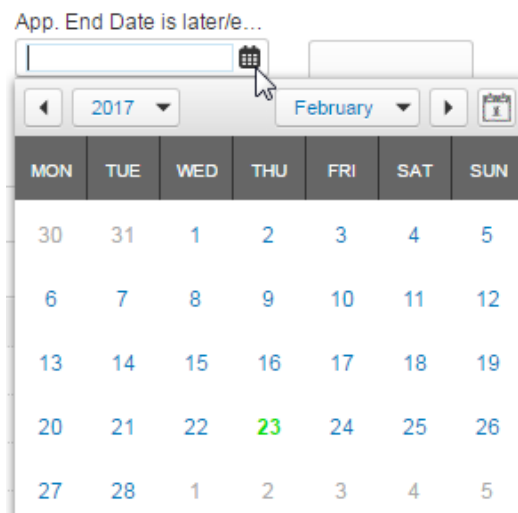 App. End Date is later/e...
2017 February 1
MON TUE WED THU FRI SAT SUN
30 31 1 2 3 4 5
6 7 8 9 10 11 12
13 14 15 16 17 18 19
20 21 22 23 24 25 26
27 28 1 2 3 4 5